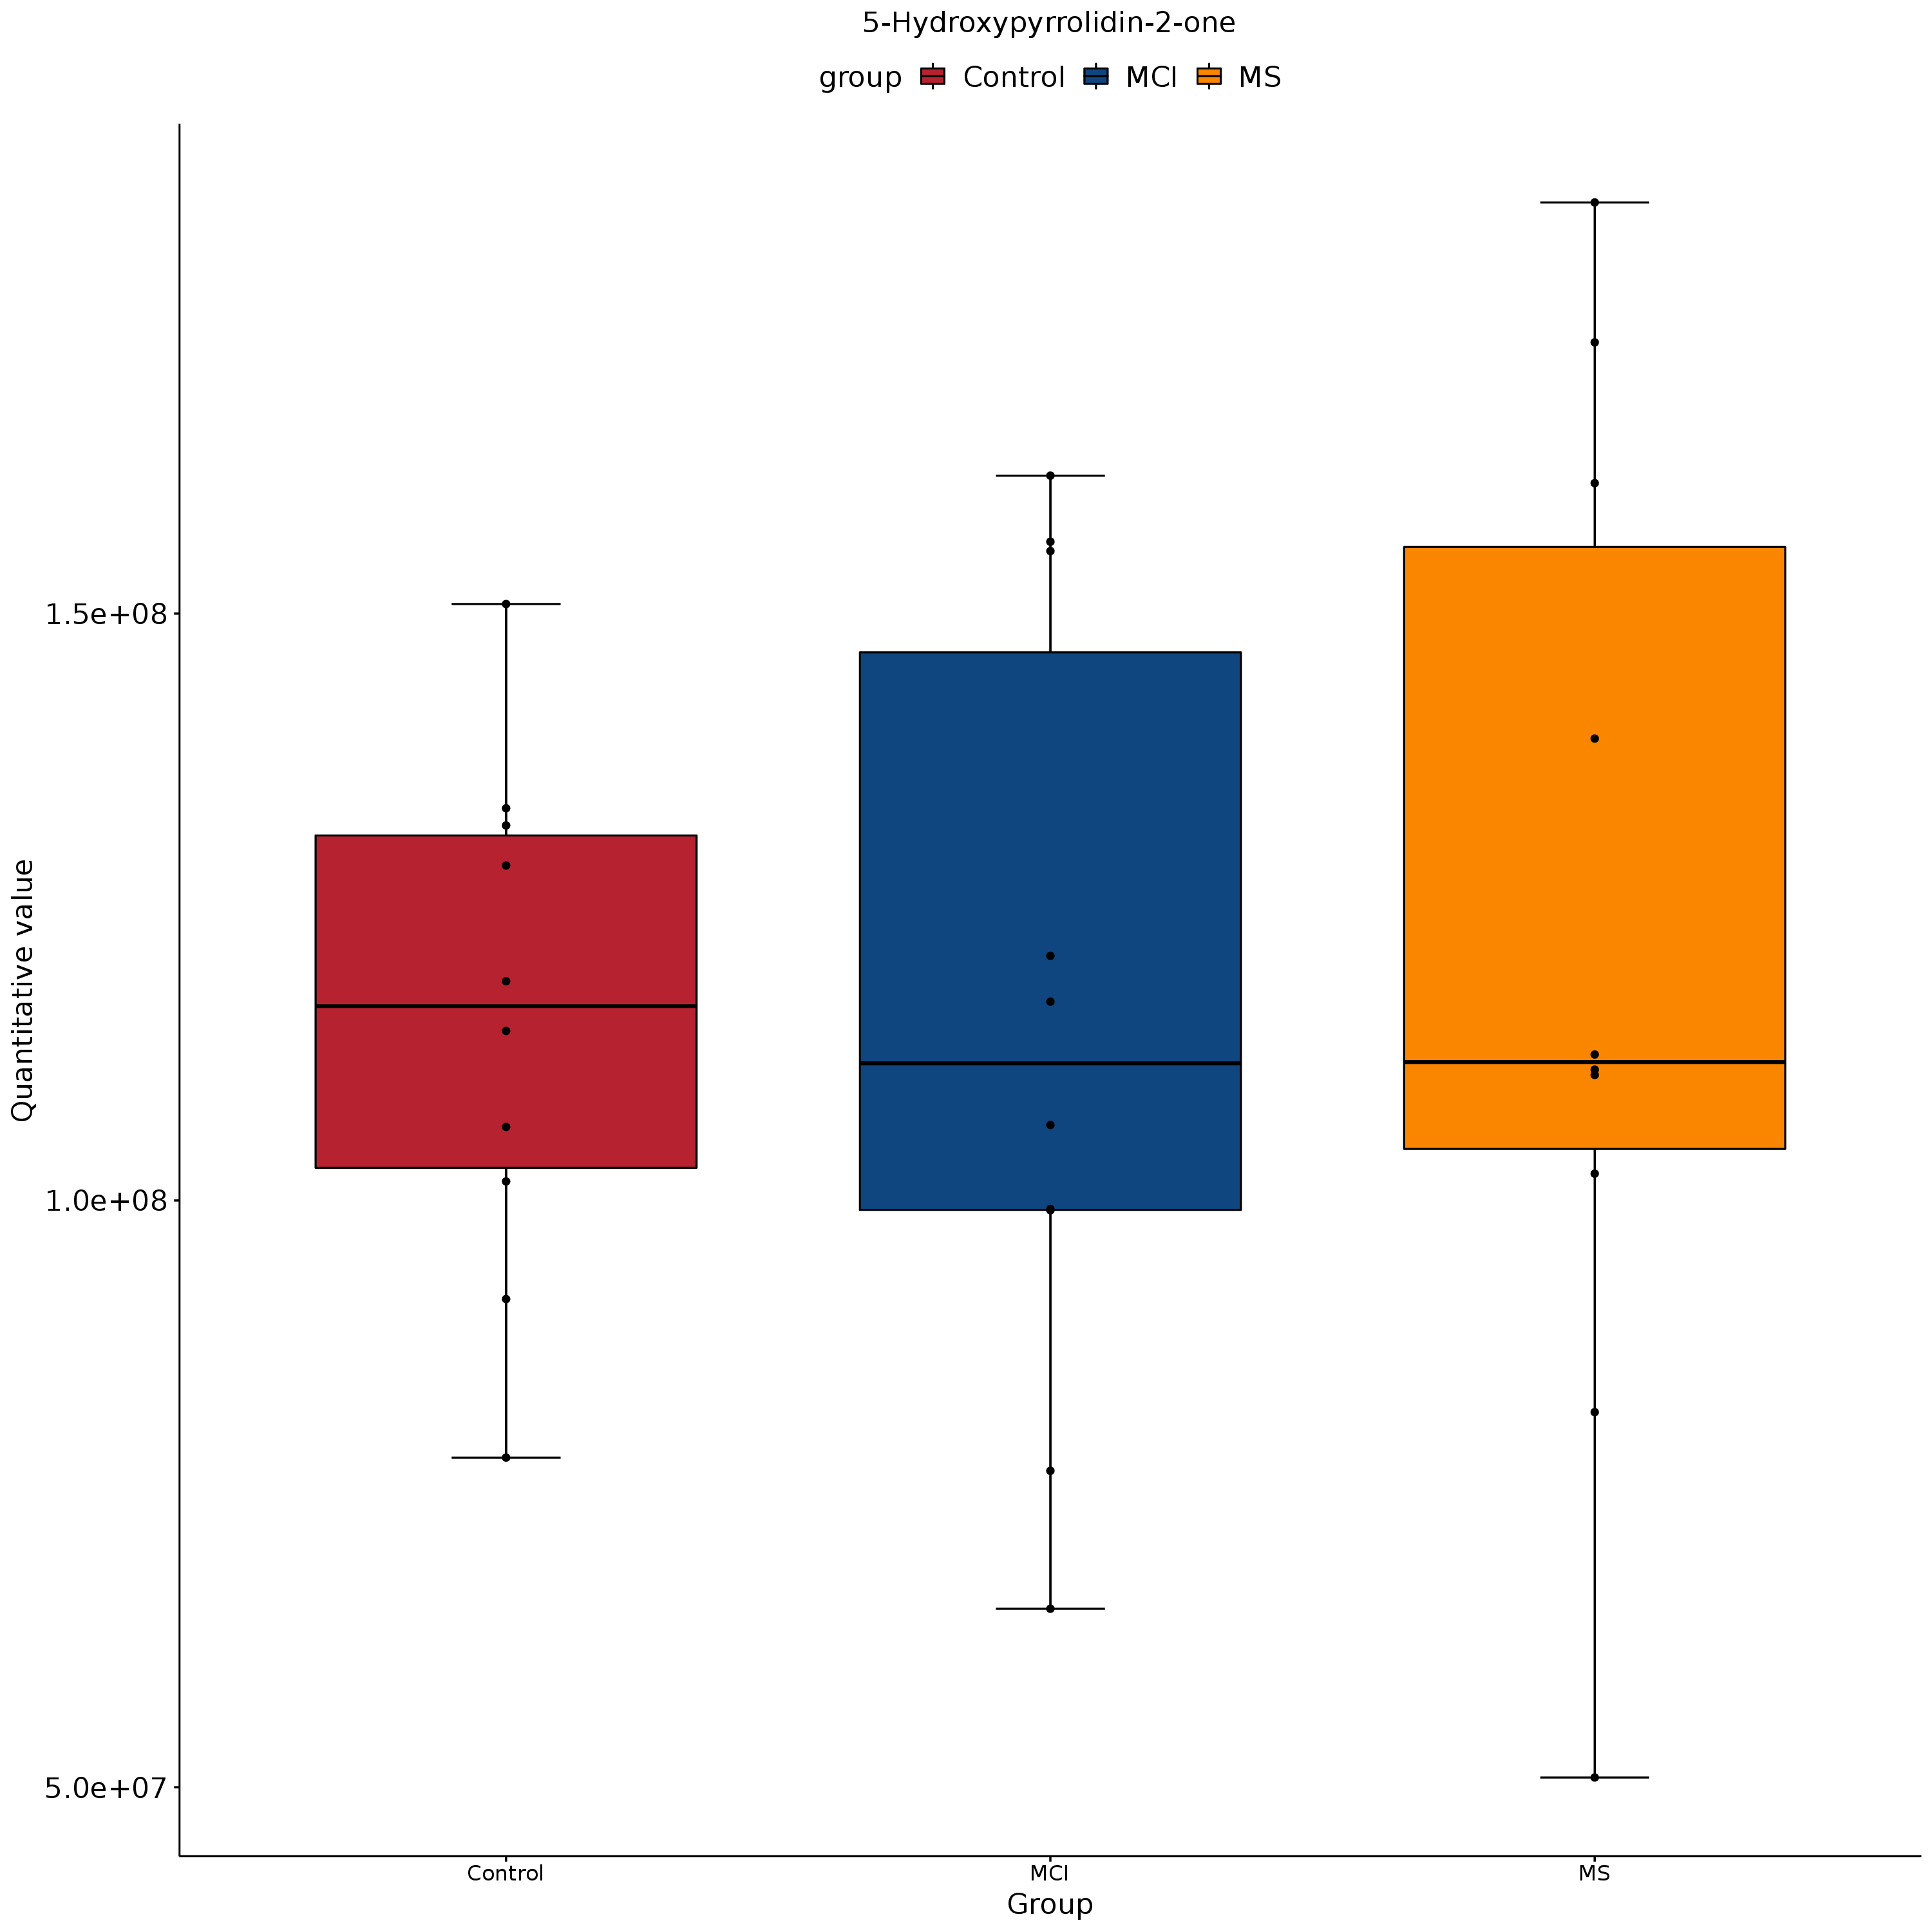 5-Hydroxypyrrolidin-2-one
group Control MCI MS
Quantitative value
1.5e+08
1.0e+08
5.0e+07
Control MCI MS
Group